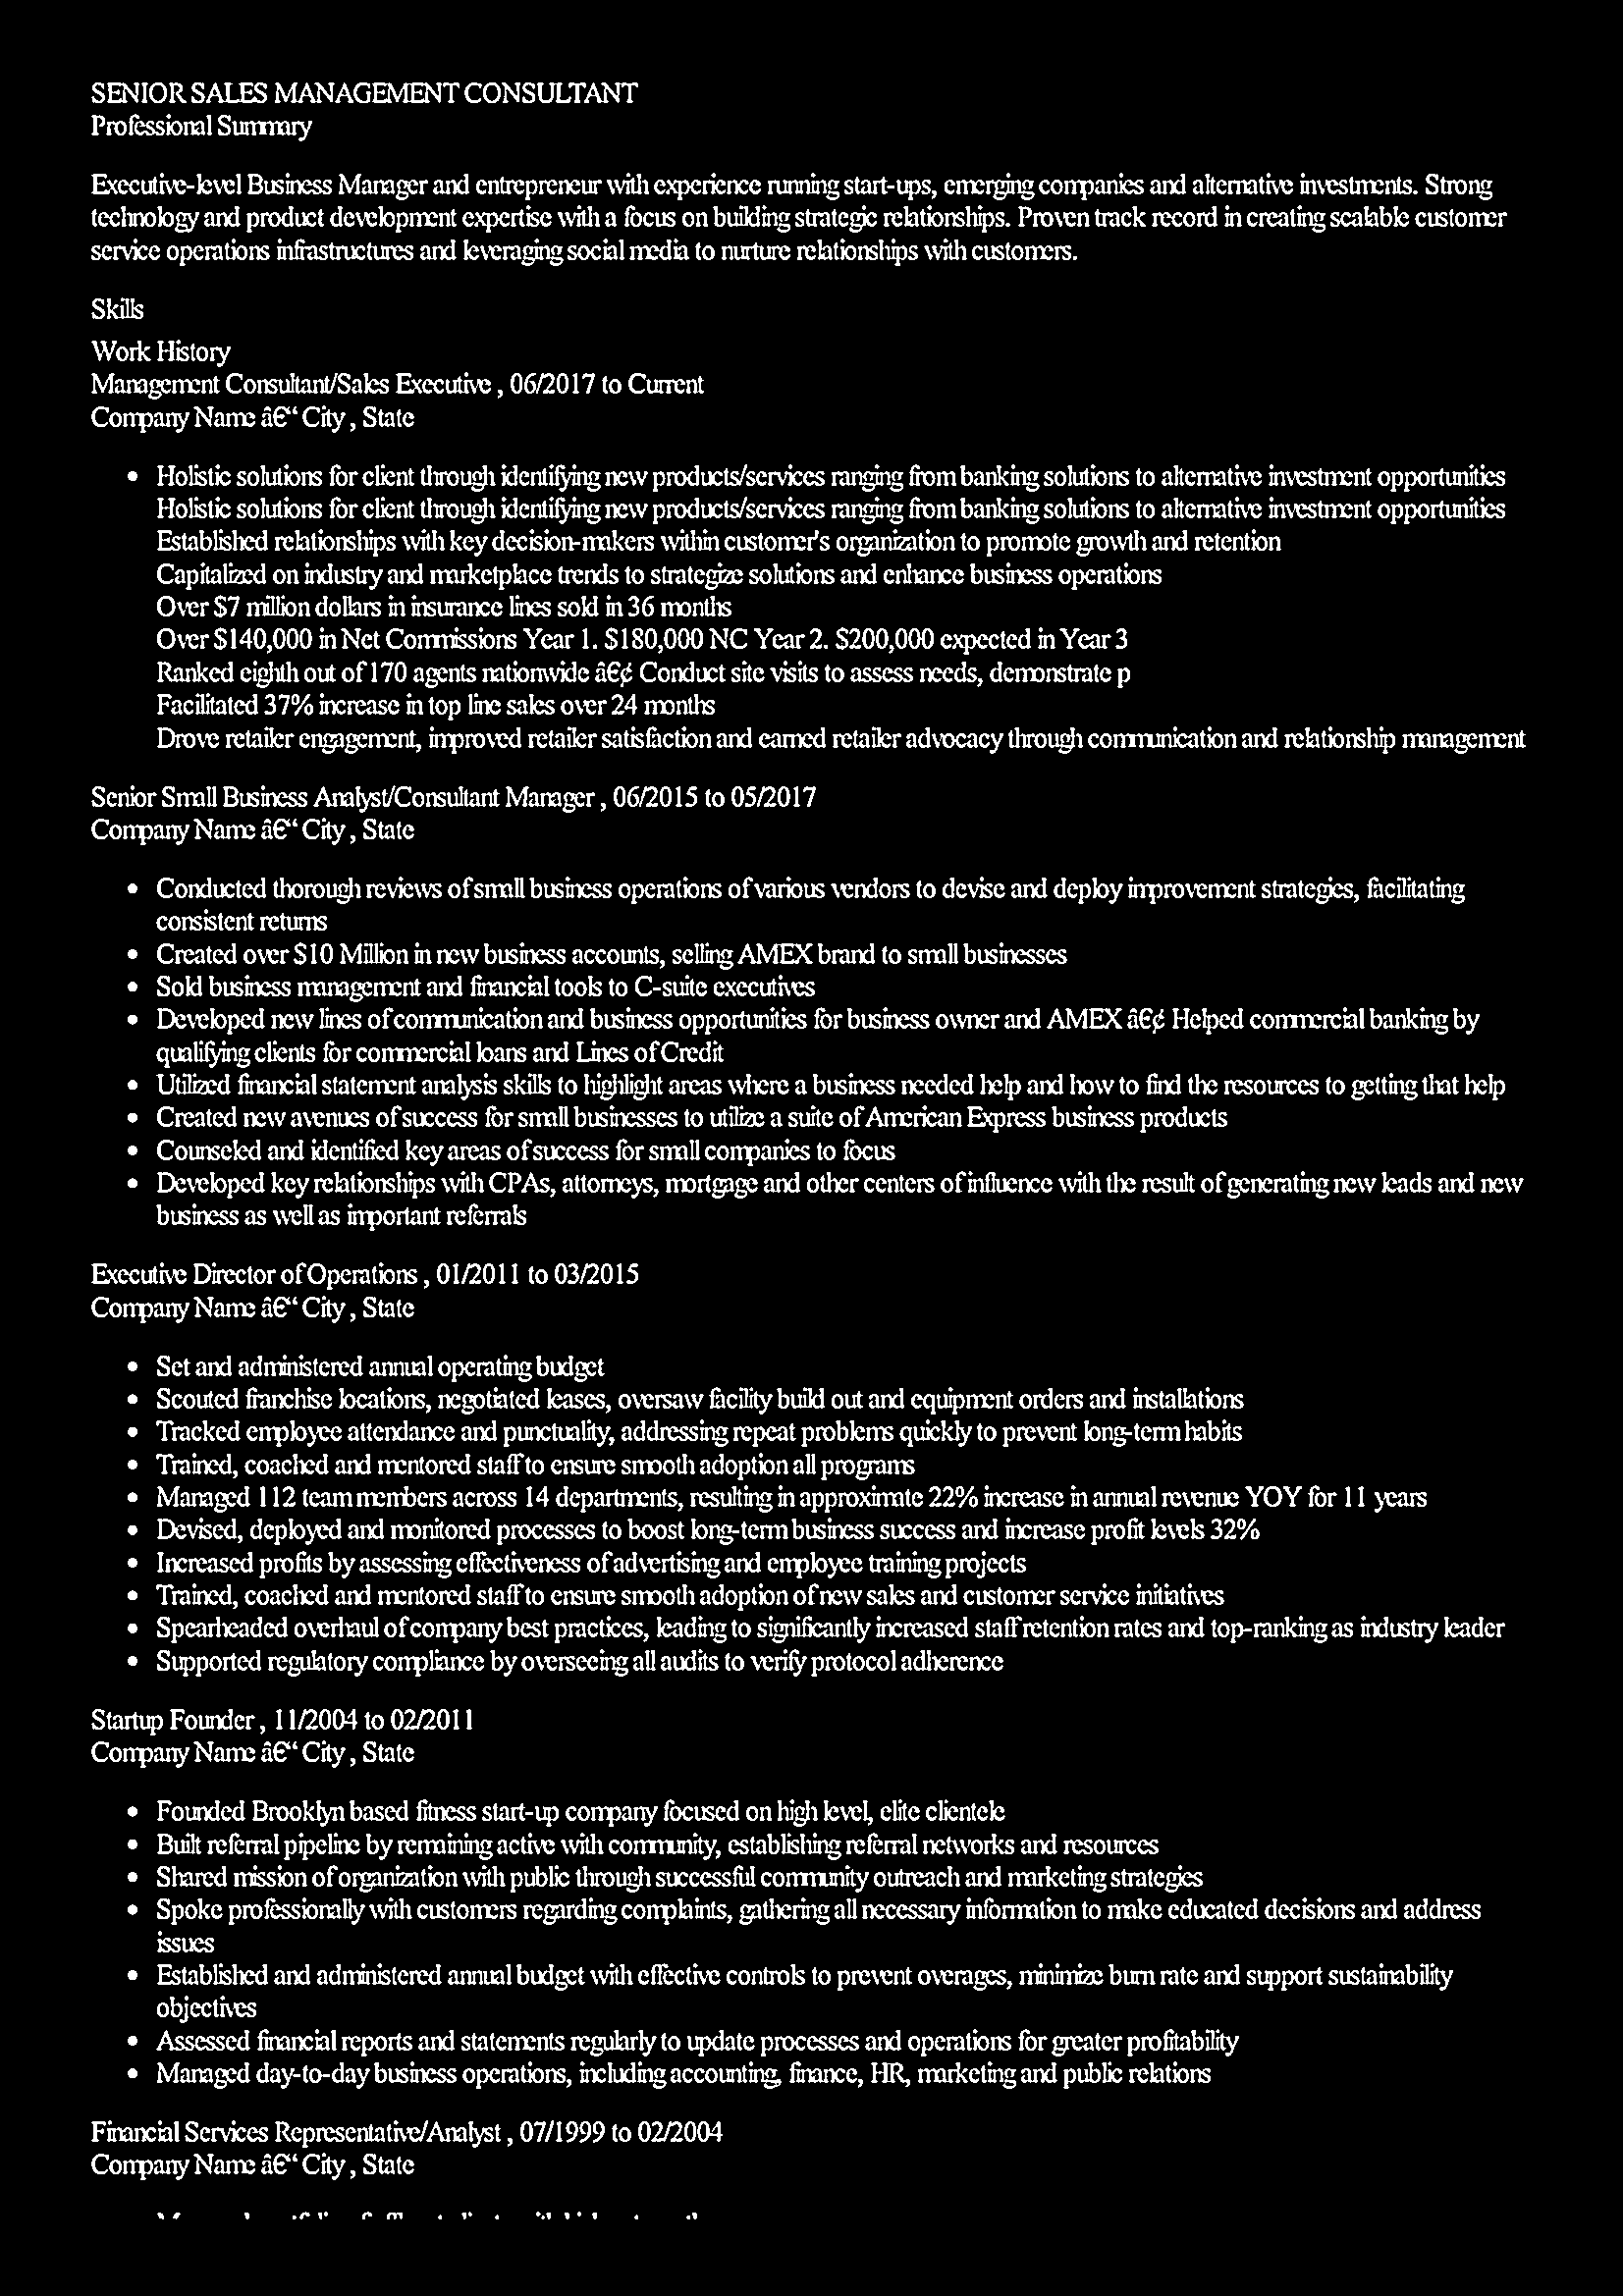 SENIOR SALES MANAGEMENT CONSULTANT
Professional Summary
Executive-level Business Manager and entrepreneur with experience running start-ups, emerging companies and alternative investments. Strong
technology and product development expertise with a focus on building strategic relationships. Proven track record in creating scalable customer
service operations infrastructures and leveraging social media to nurture relationships with customers.
Skills
Work History
Management Consultant/Sales Executive , 06/2017 to Current
Company Name â€“ City , State
• Holistic solutions for client through identifying new products/services ranging from banking solutions to alternative investment opportunities
Holistic solutions for client through identifying new products/services ranging from banking solutions to alternative investment opportunities
Established relationships with key decision-makers within customer's organization to promote growth and retention
Capitalized on industry and marketplace trends to strategize solutions and enhance business operations
Over $7 million dollars in insurance lines sold in 36 months
Over $140,000 in Net Commissions Year 1. $180,000 NC Year 2. $200,000 expected in Year 3
Ranked eighth out of 170 agents nationwide â€¢ Conduct site visits to assess needs, demonstrate p
Facilitated 37% increase in top line sales over 24 months
Drove retailer engagement, improved retailer satisfaction and earned retailer advocacy through communication and relationship management
Senior Small Business Analyst/Consultant Manager , 06/2015 to 05/2017
Company Name â€“ City , State
• Conducted thorough reviews of small business operations of various vendors to devise and deploy improvement strategies, facilitating
consistent returns
• Created over $10 Million in new business accounts, selling AMEX brand to small businesses
• Sold business management and financial tools to C-suite executives
• Developed new lines of communication and business opportunities for business owner and AMEX â€¢ Helped commercial banking by
qualifying clients for commercial loans and Lines of Credit
• Utilized financial statement analysis skills to highlight areas where a business needed help and how to find the resources to getting that help
• Created new avenues of success for small businesses to utilize a suite of American Express business products
• Counseled and identified key areas of success for small companies to focus
• Developed key relationships with CPAs, attorneys, mortgage and other centers of influence with the result of generating new leads and new
business as well as important referrals
Executive Director of Operations , 01/2011 to 03/2015
Company Name â€“ City , State
• Set and administered annual operating budget
• Scouted franchise locations, negotiated leases, oversaw facility build out and equipment orders and installations
• Tracked employee attendance and punctuality, addressing repeat problems quickly to prevent long-term habits
• Trained, coached and mentored staff to ensure smooth adoption all programs
• Managed 112 team members across 14 departments, resulting in approximate 22% increase in annual revenue YOY for 11 years
• Devised, deployed and monitored processes to boost long-term business success and increase profit levels 32%
• Increased profits by assessing effectiveness of advertising and employee training projects
• Trained, coached and mentored staff to ensure smooth adoption of new sales and customer service initiatives
• Spearheaded overhaul of company best practices, leading to significantly increased staff retention rates and top-ranking as industry leader
• Supported regulatory compliance by overseeing all audits to verify protocol adherence
Startup Founder , 11/2004 to 02/2011
Company Name â€“ City , State
• Founded Brooklyn based fitness start-up company focused on high level, elite clientele
• Built referral pipeline by remaining active with community, establishing referral networks and resources
• Shared mission of organization with public through successful community outreach and marketing strategies
• Spoke professionally with customers regarding complaints, gathering all necessary information to make educated decisions and address
issues
• Established and administered annual budget with effective controls to prevent overages, minimize burn rate and support sustainability
objectives
• Assessed financial reports and statements regularly to update processes and operations for greater profitability
• Managed day-to-day business operations, including accounting, finance, HR, marketing and public relations
Financial Services Representative/Analyst , 07/1999 to 02/2004
Company Name â€“ City , State